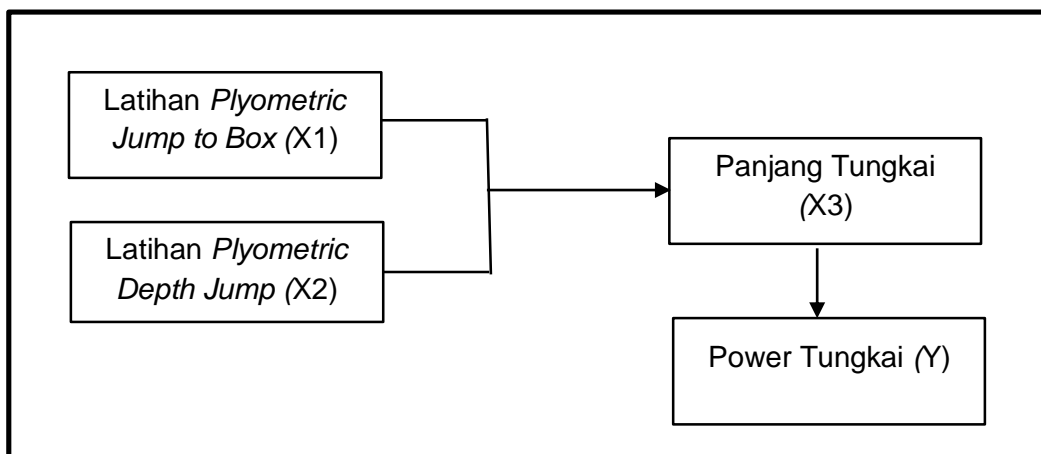 Latihan Plyometric
Jump to Box (X1)
Latihan Plyometric
Depth Jump (X2)
Panjang Tungkai
(X3)
Power Tungkai (Y)